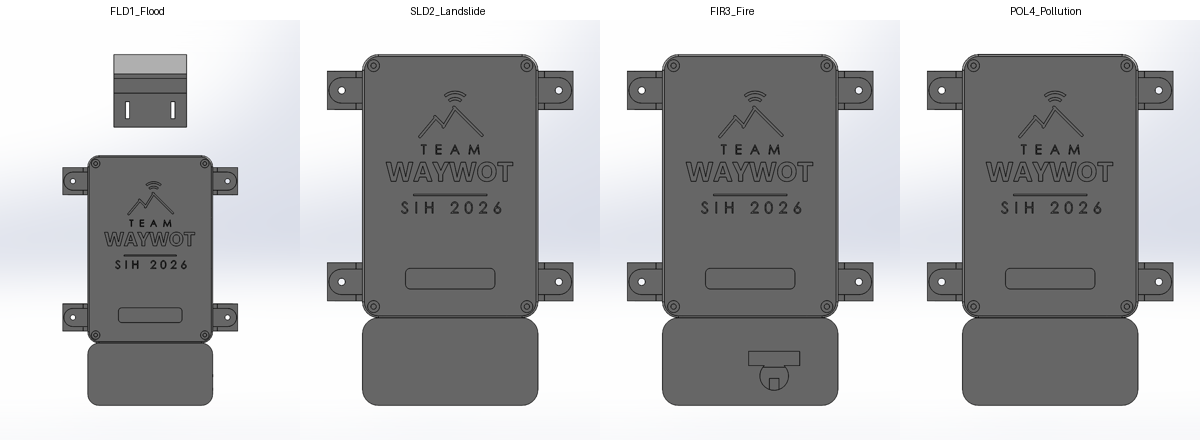 FLD1_Flood
SLD2_Landslide
FIR3_Fire
POL4_Pollution
TEAM
WAYWOT
SIH 2026
TEAM
WAYWOT
SIH 2026
TEAM
WAYWOT
SIH 2026
TEAM
WAYWOT
SIH 2026